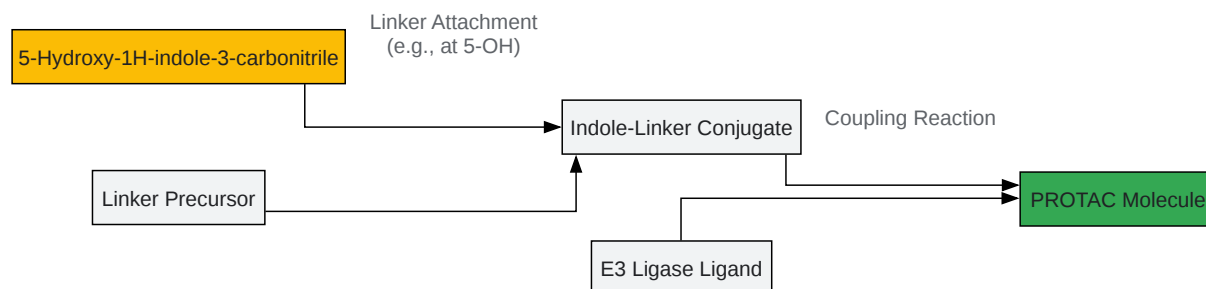 Linker Attachment
(e.g., at 5-OH)
5-Hydroxy-1H-indole-3-carbonitrile
Indole-Linker Conjugate
Coupling Reaction
Linker Precursor
PROTAC Molecule
E3 Ligase Ligand